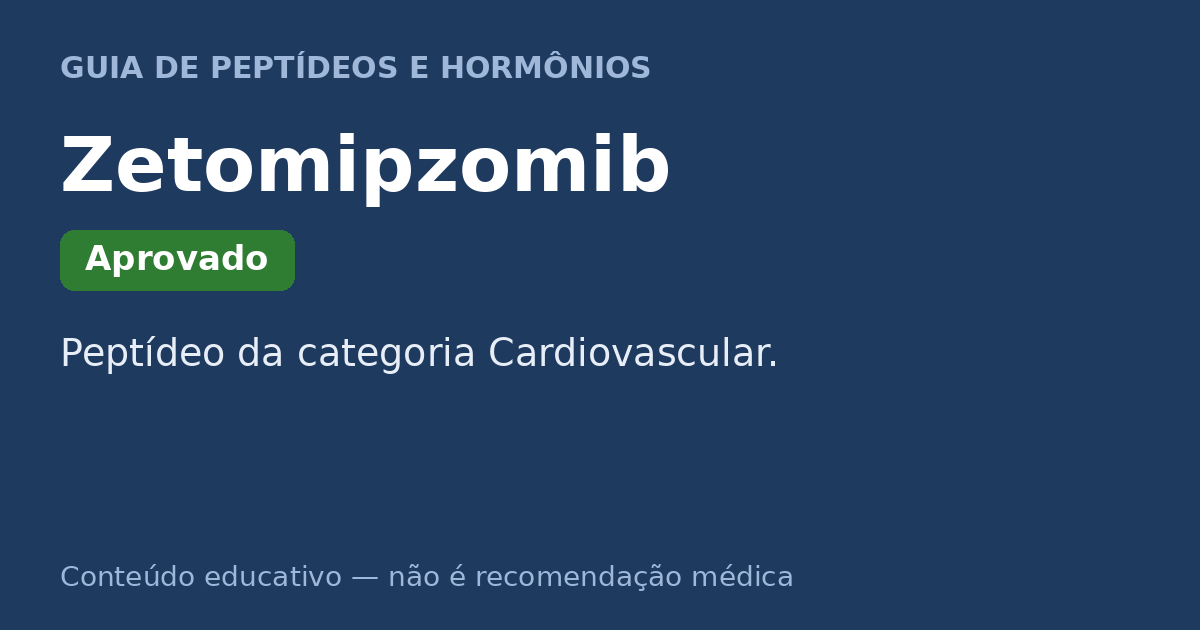 GUIA DE PEPTÍDEOS E HORMÔNIOS
Zetomipzomib
Aprovado
Peptídeo da categoria Cardiovascular.
Conteúdo educativo — não é recomendação médica